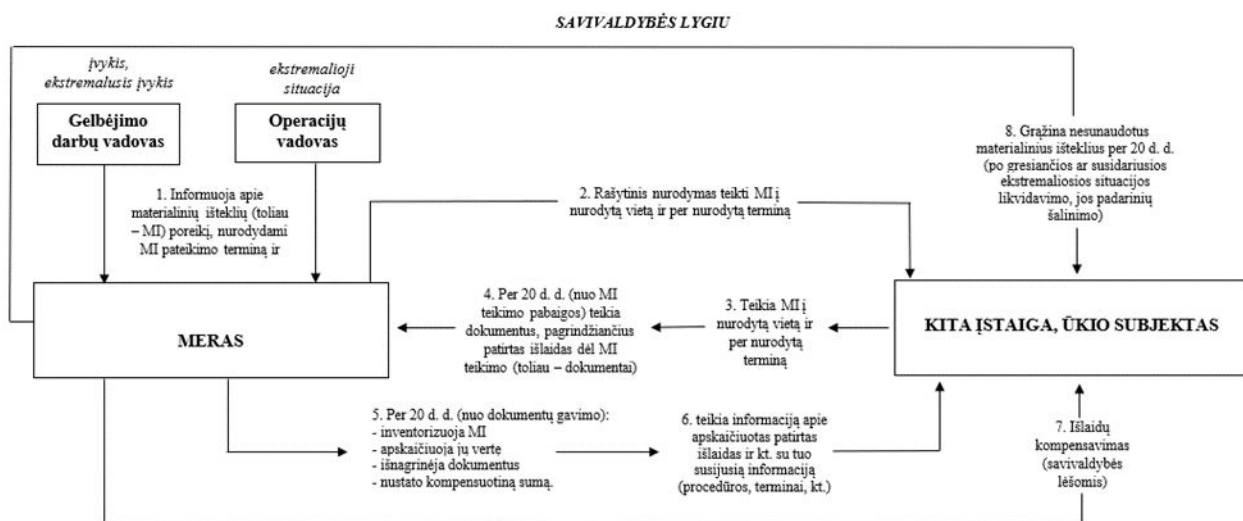 SAVIVALDYBĖS LYGIU
įvykis,
ekstremalusis įvykis
ekstremalioji
situacija
Gelbėjimo
darbų vadovas
Operacijų
vadovas
1. Informuoja apie
materialinių išteklių (toliau
– MI) poreikį, nurodydami
MI pateikimo terminą ir
2. Rašytinis nurodymas teikti MI į
nurodytą vietą ir per nurodytą terminą
8. Grąžina nesunaudotus
materialinius išteklius per 20 d. d.
(po gresiančios ar susidariusios
ekstremaliosios situacijos
likvidavimo, jos padarinių
šalinimo)
MERAS
4. Per 20 d. d. (nuo MI
teikimo pabaigos) teikia
dokumentus, pagrindžiančius
patirtas išlaidas dėl MI
teikimo (toliau – dokumentai)
3. Teikia MI į
nurodytą vietą ir
per nurodytą
terminą
KITA ĮSTAIGA, ŪKIO SUBJEKTAS
5. Per 20 d. d. (nuo dokumentų gavimo):
- inventorizuoja MI
- apskaičiuoja jų vertę
- išnagrinėja dokumentus
- nustato kompensuotiną sumą.
6. teikia informaciją apie
apskaičiuotas patirtas
išlaidas ir kt. su tuo
susijusią informaciją
(procedūros, terminai, kt.)
7. Išlaidų
kompensavimas
(savivaldybės
lėšomis)